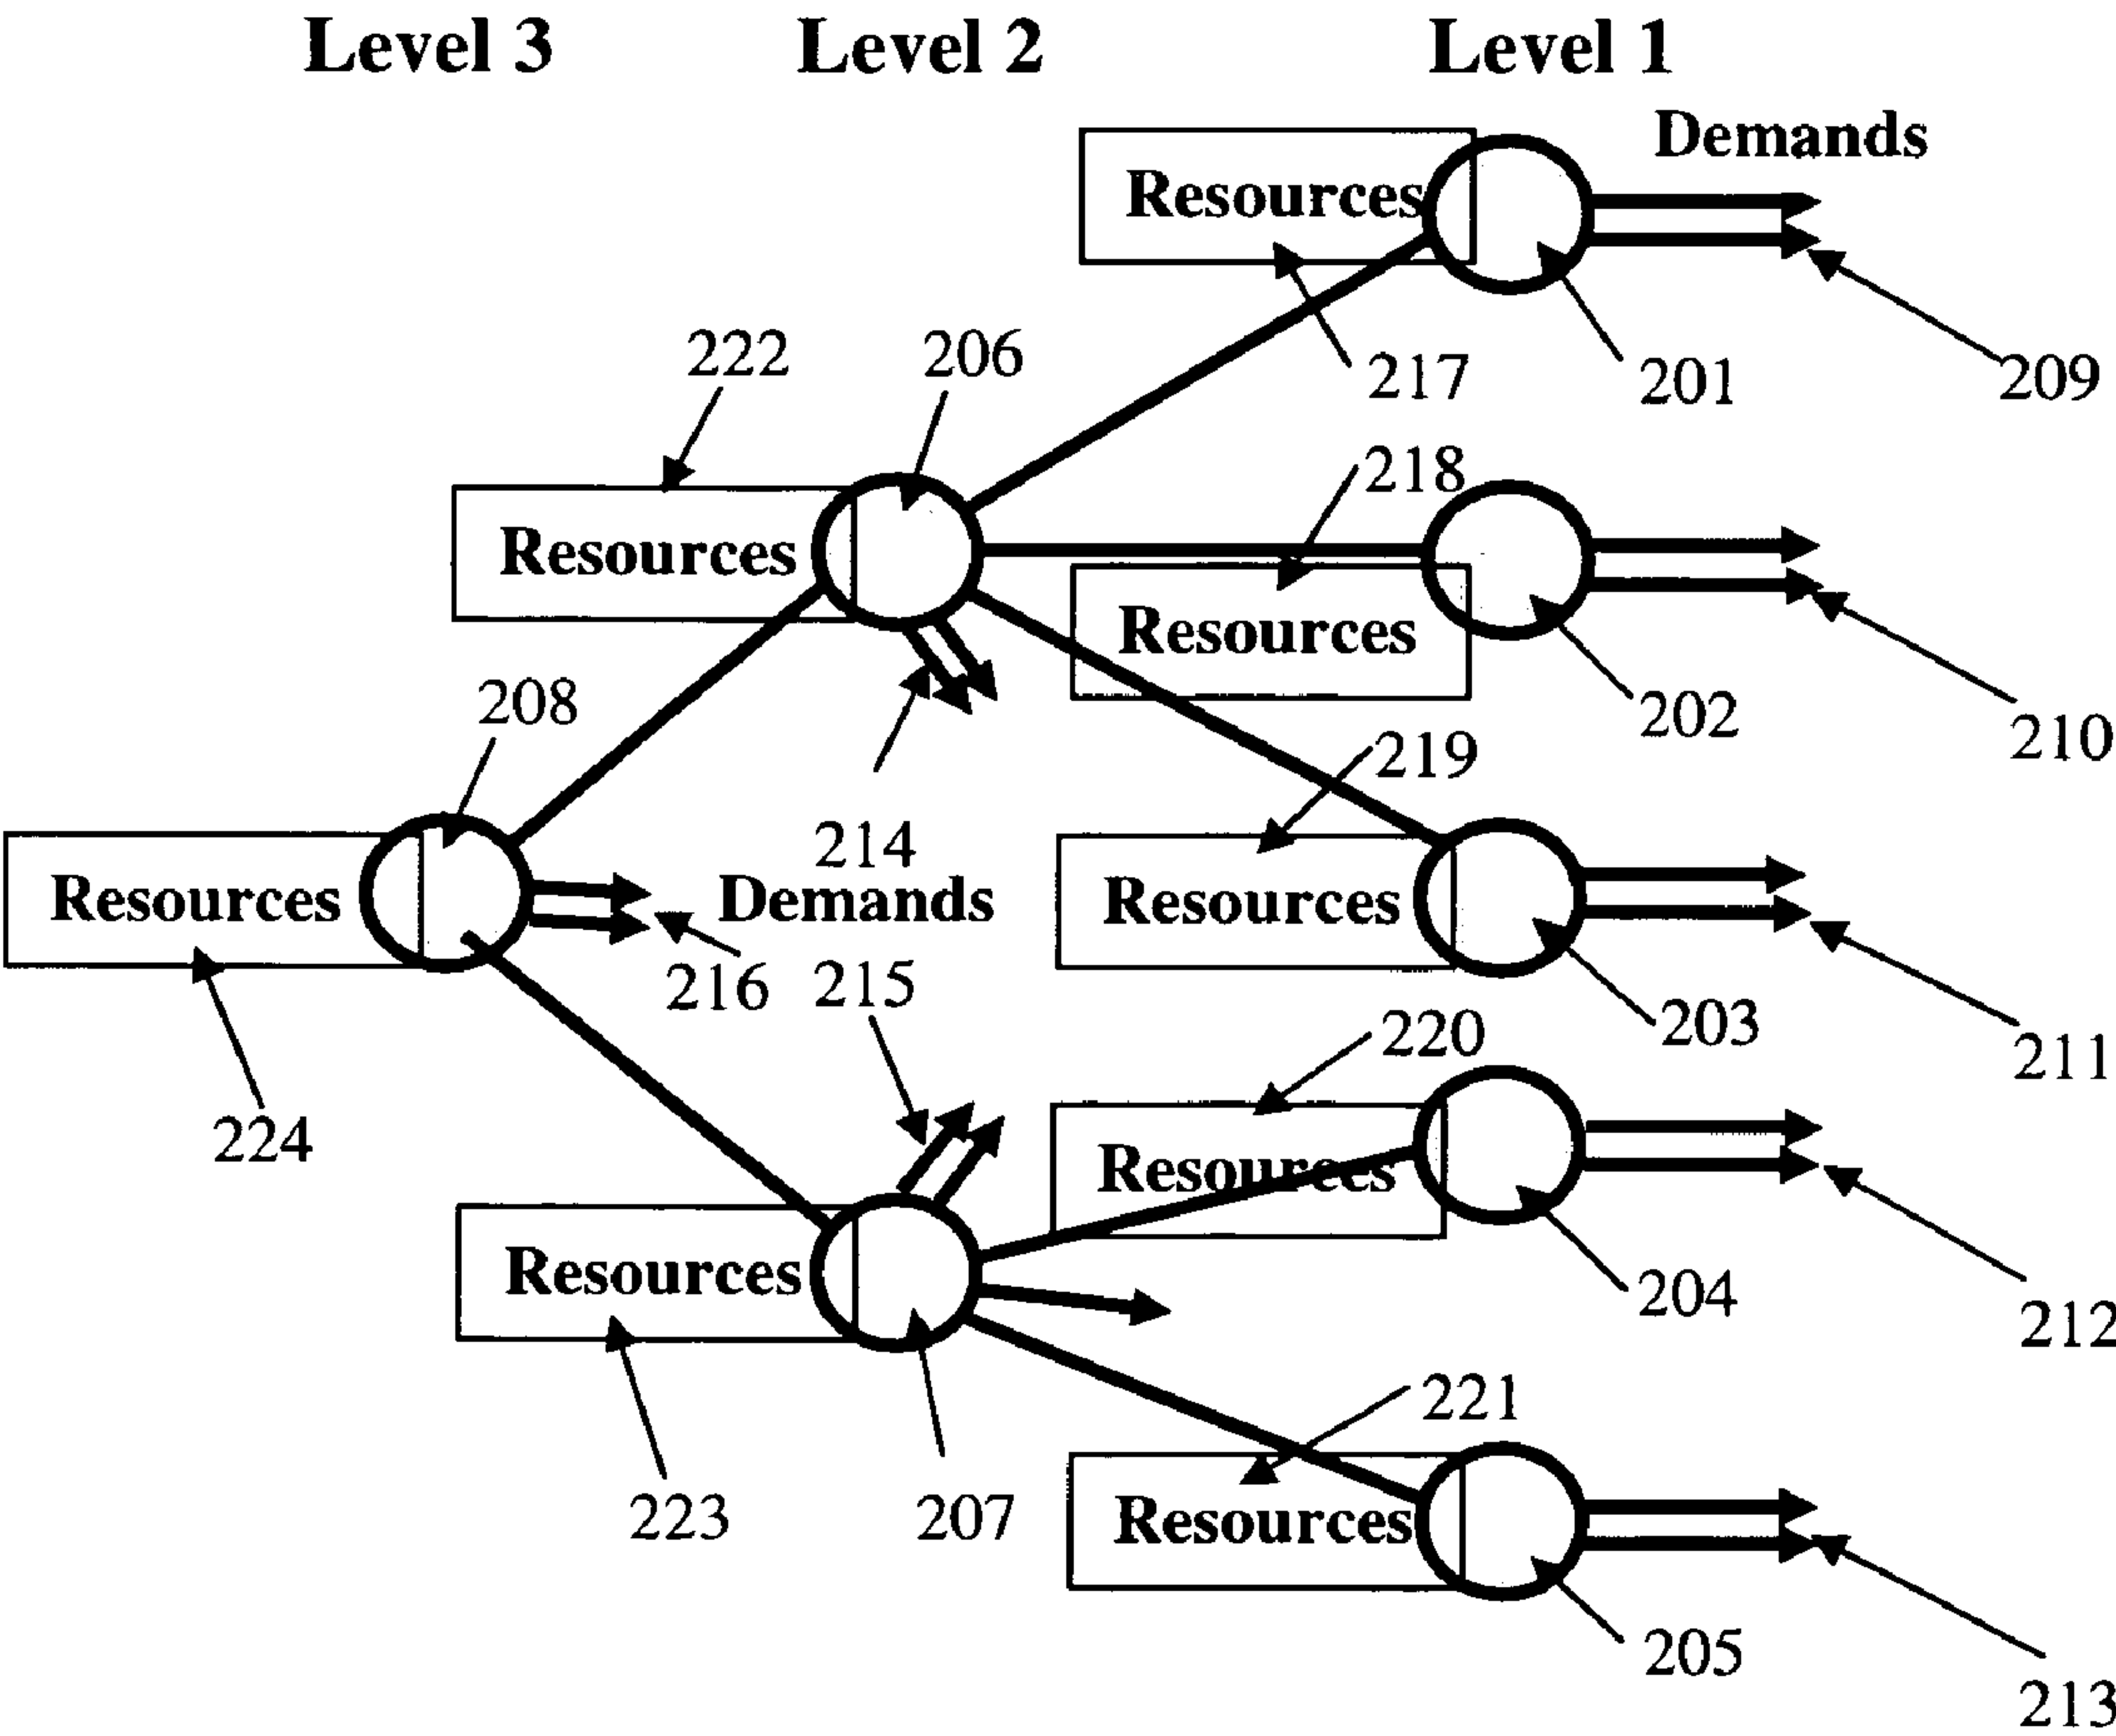 Level 3 Level 2 Level 1
Demands
Resources
222 206 217 201 209
218
Resources
Resources
208 202 210
219
214
Resources Demands Resources
216 215 203 211
220
224 Resources
Resources 204 212
221
223 207 Resources
205
213